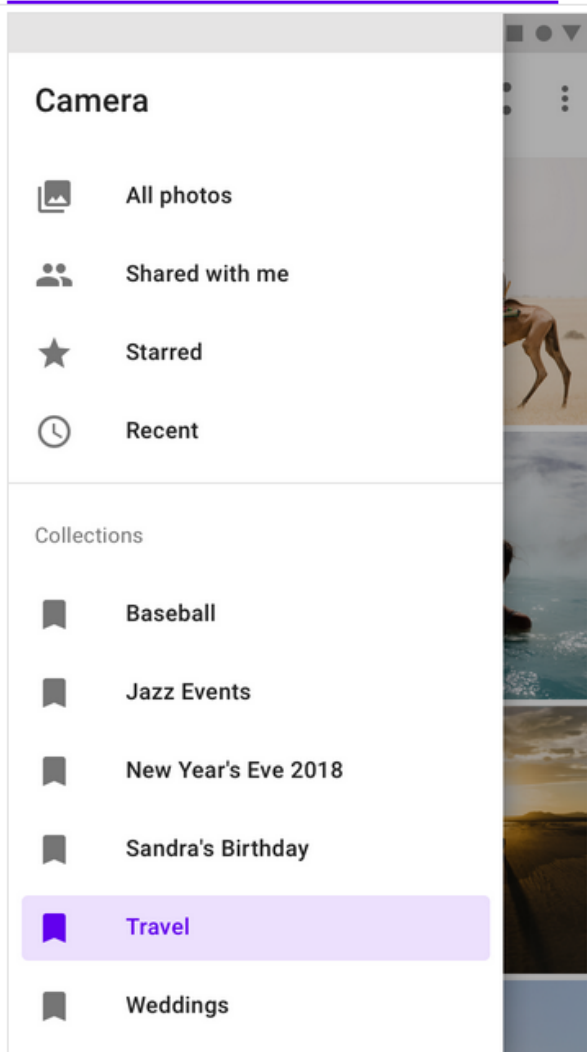 Camera
All photos
Shared with me
Starred
Recent
Collections
Baseball
Jazz Events
New Year's Eve 2018
Sandra's Birthday
Travel
Weddings